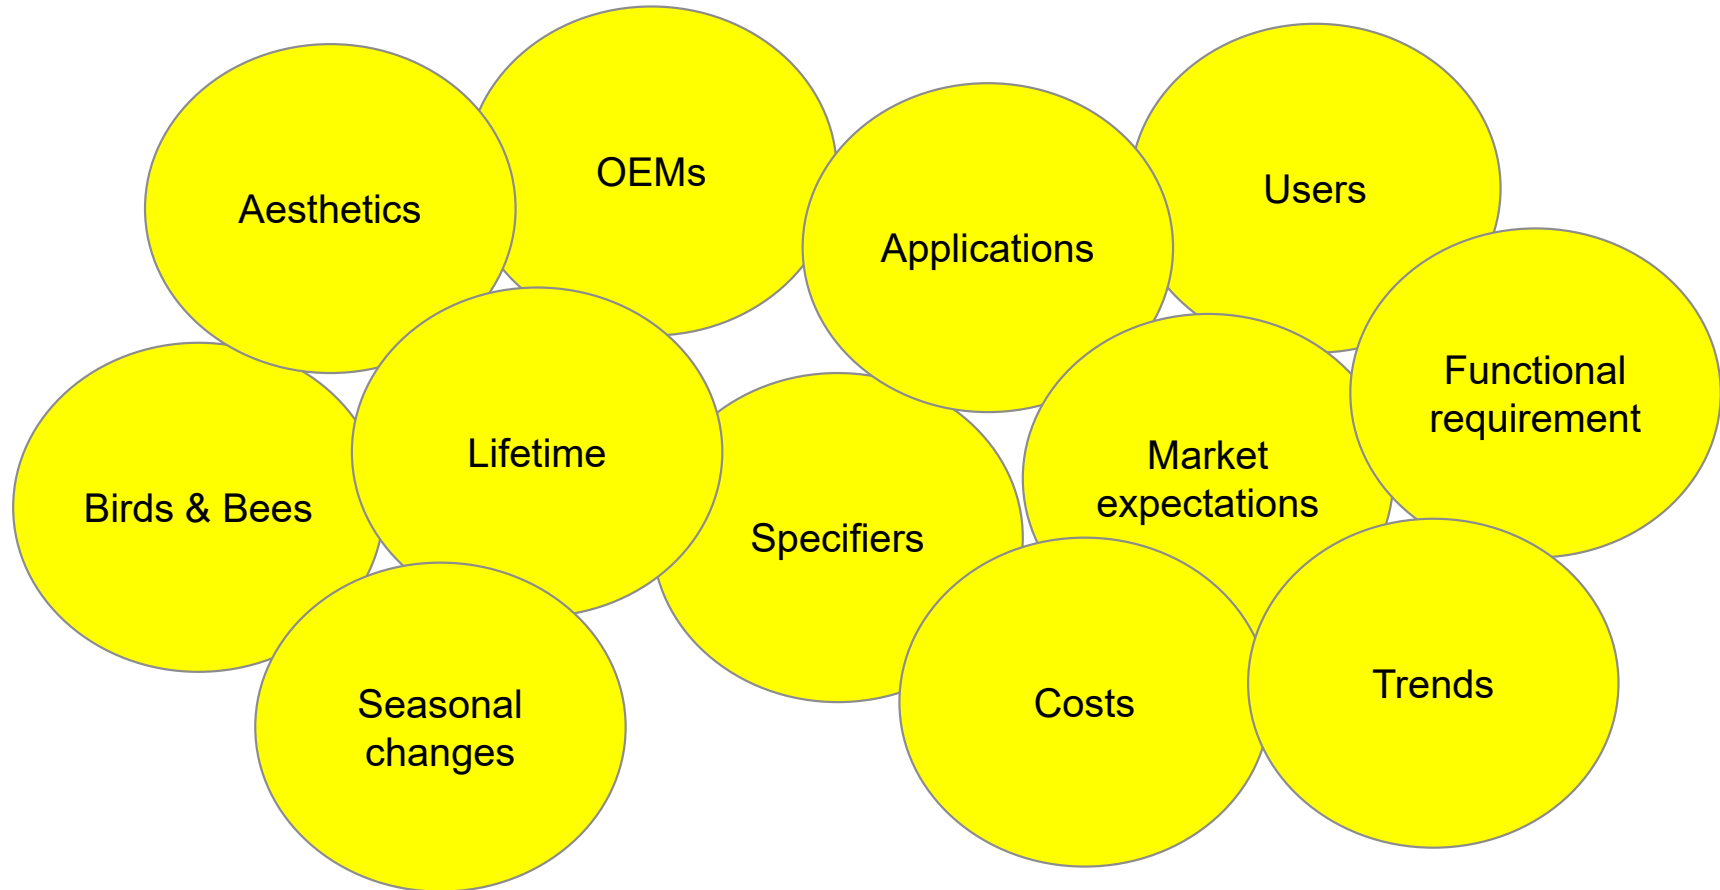 OEMs
Users
Aesthetics
Applications
Functional
requirement
Lifetime
Market
expectations
Birds & Bees
Specifiers
Seasonal
changes
Costs
Trends